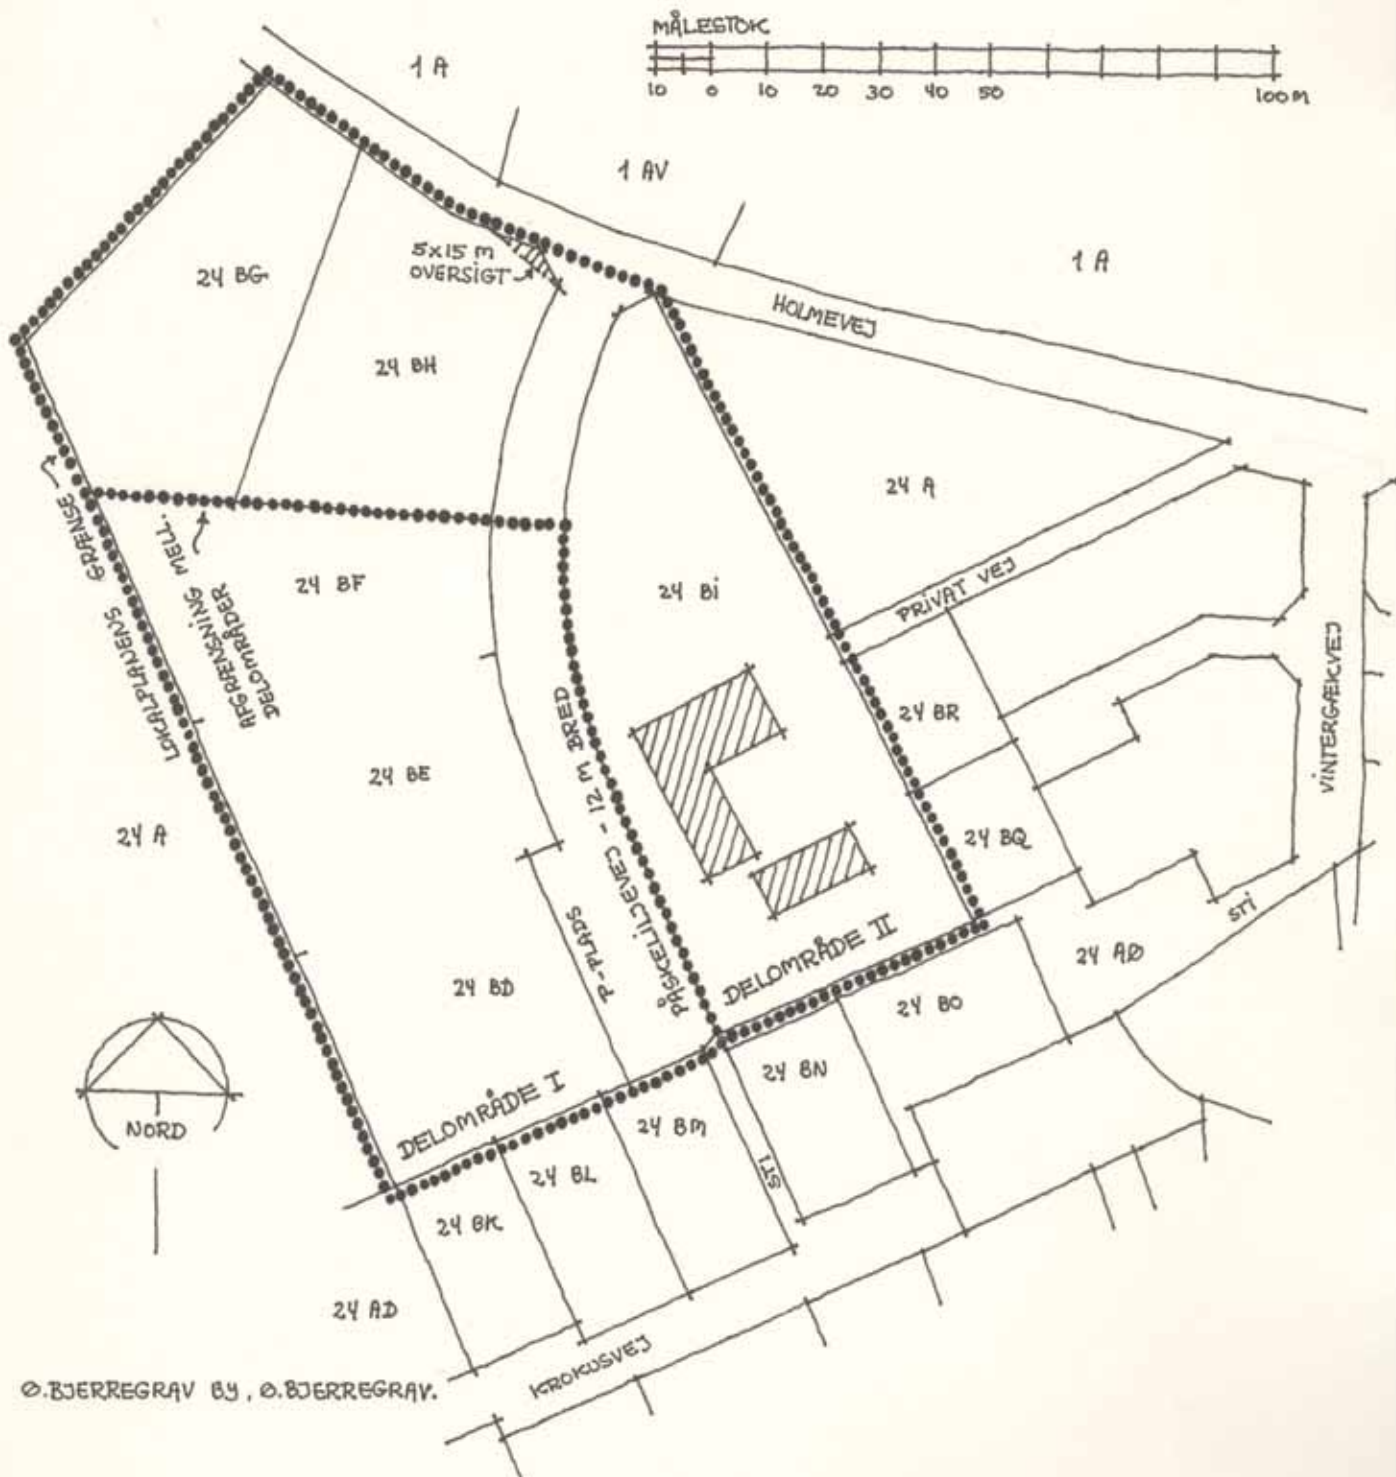 MÅLESTOK
10 0 10 20 30 40 50 100 M
1 A
1 AV
1 A
5x15 M
OVERSIGT
24 BG
HOLMEVEJ
24 BH
24 A
GRÆNSE
LOKALPLANENS
AFGRÆNSNING MELL.
DELOMRÅDER
24 BF
24 Bi
PRIVAT VEJ
24 BR
VINTERGÆKVEJ
24 BE
PÅSKELILJEVEJ - 12 M BRED
24 A
24 BQ
STI
P-PLADS
24 BD
DELOMRÅDE II
24 AØ
24 BO
24 BN
NORD
DELOMRÅDE I
24 BM
STI
24 BL
24 BK
24 AD
KROKUSVEJ
Ø.BJERREGRAV BY, Ø.BJERREGRAV.